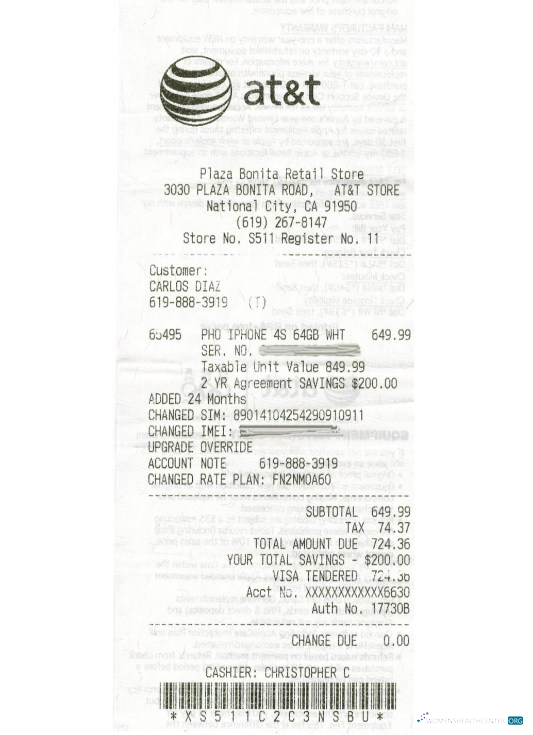 at&t
Plaza Bonita Retail Store
3030 PLAZA BONITA ROAD, AT&T STORE
National City, CA 91950
(619) 267-8147
Store No. S511 Register No. 11
Customer:
CARLOS DIAZ
619-888-3919 (T)
65495 PHO IPHONE 4S 64GB WHT 649.99
SER. NO.
Taxable Unit Value 849.99
2 YR Agreement SAVINGS $200.00
ADDED 24 Months
CHANGED SIM: 89014104254290910911
CHANGED IMEI:
UPGRADE OVERRIDE
ACCOUNT NOTE 619-888-3919
CHANGED RATE PLAN: FN2NMOA60
SUBTOTAL 649.99
TAX 74.37
TOTAL AMOUNT DUE 724.36
YOUR TOTAL SAVINGS - $200.00
VISA TENDERED 724.36
Acct No. XXXXXXXXXXXX6630
Auth No. 17730B
CHANGE DUE 0.00
CASHIER: CHRISTOPHER C
*XS511C2C3NSBU*
WOMENSHEALTHCENTER.ORG